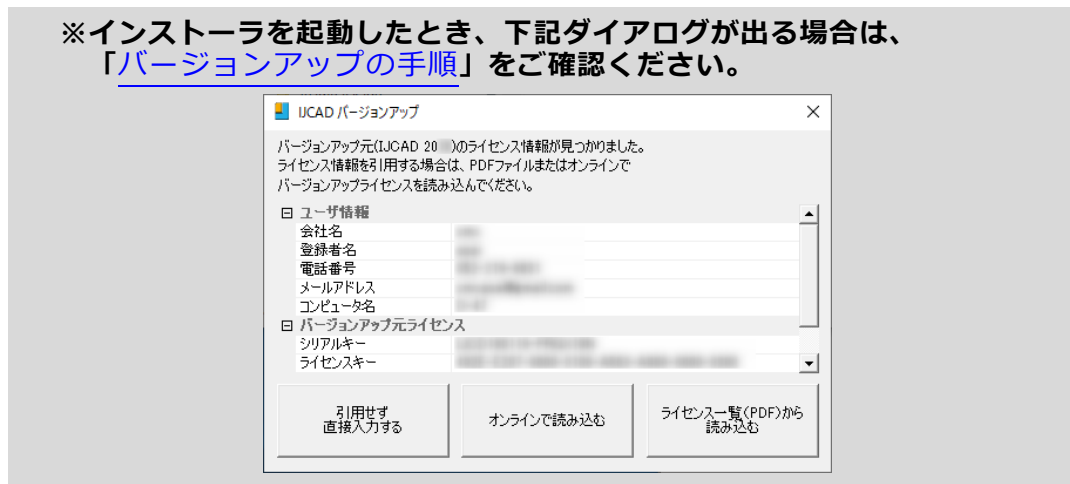 ※インストーラを起動したとき、下記ダイアログが出る場合は、
「バージョンアップの手順」をご確認ください。
IJCAD バージョンアップ
バージョンアップ元(IJCAD 20 )のライセンス情報が見つかりました。
ライセンス情報を引用する場合は、PDFファイルまたはオンラインで
バージョンアップライセンスを読み込んでください。
ユーザ情報
会社名
登録者名
電話番号
メールアドレス
コンピュータ名
バージョンアップ元ライセンス
シリアルキー
ライセンスキー
引用せず
直接入力する
オンラインで読み込む
ライセンス一覧(PDF)から
読み込む